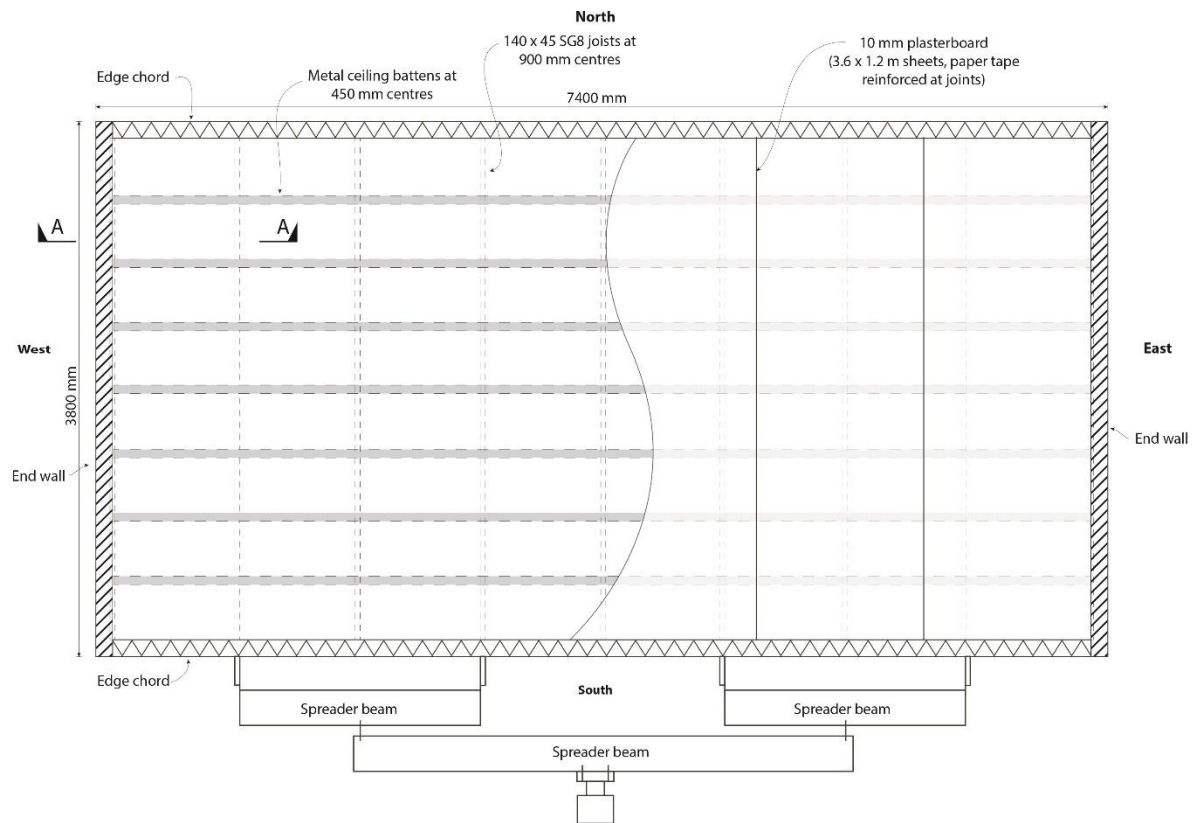 North
140 x 45 SG8 joists at
900 mm centres
10 mm plasterboard
(3.6 x 1.2 m sheets, paper tape
reinforced at joints)
Edge chord
Metal ceiling battens at
450 mm centres
7400 mm
A
A
West
3800 mm
East
End wall
End wall
Edge chord
South
Spreader beam
Spreader beam
Spreader beam